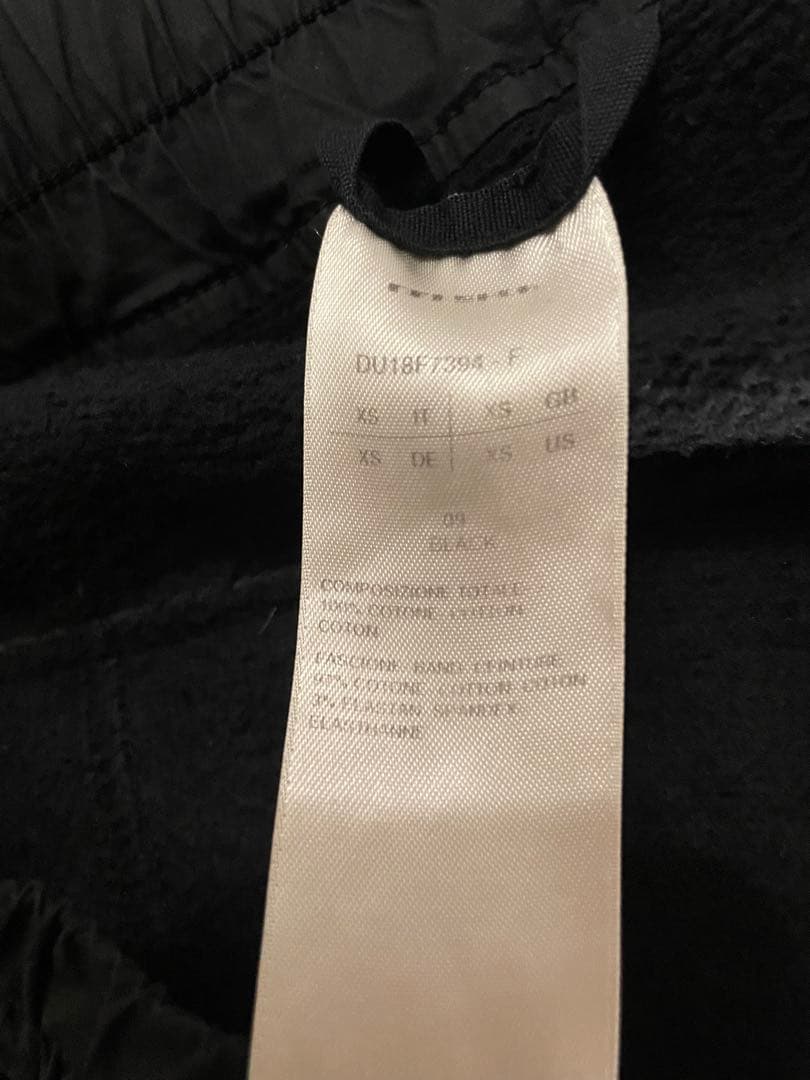 DU18F7394 - F
XS IT XS GB
XS DE XS US
09
BLACK
COMPOSIZIONE TOTALE
100% COTONE COTTON
COTON
FASCIONE BAND CEINTURE
97% COTONE COTTON COTON
3% ELASTAN SPANDEX
ELASTHANNE